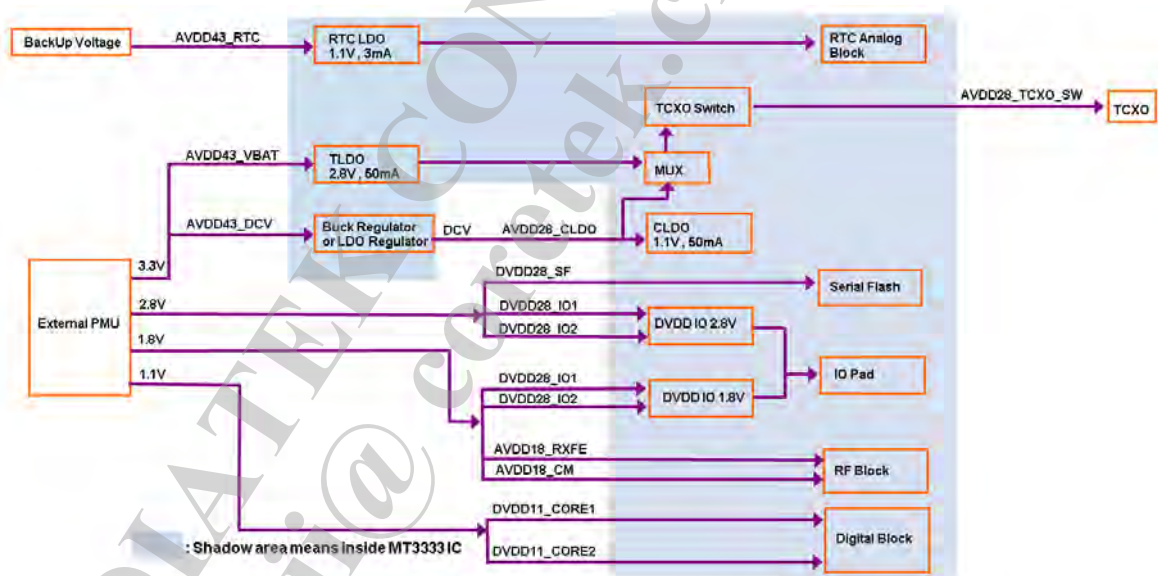 BackUp Voltage
AVDD43_RTC
RTC LDO
1.1V , 3mA
RTC Analog
Block
TCXO Switch
AVDD28_TCXO_SW
TCXO
AVDD43_VBAT
TLDO
2.8V, 50mA
MUX
AVDD43_DCV
Buck Regulator
or LDO Regulator
DCV
AVDD28_CLDO
CLDO
1.1V , 50mA
External PMU
3.3V
2.8V
1.8V
1.1V
DVDD28_SF
Serial Flash
DVDD28_IO1
DVDD28_IO2
DVDD IO 2.8V
IO Pad
DVDD28_IO1
DVDD28_IO2
DVDD IO 1.8V
AVDD18_RXFE
AVDD18_CM
RF Block
DVDD11_CORE1
DVDD11_CORE2
Digital Block
: Shadow area means Inside MT3333 IC